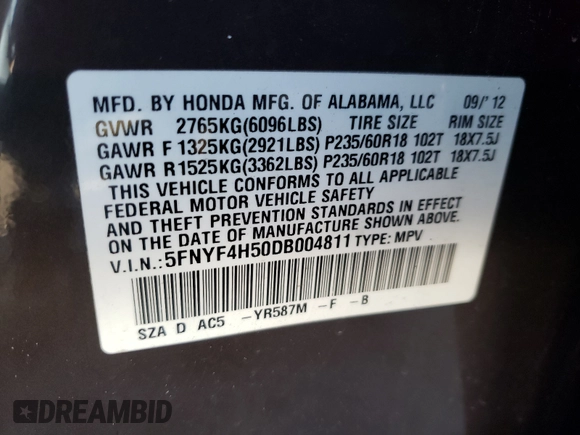 MFD. BY HONDA MFG. OF ALABAMA, LLC 09/'12
GVWR 2765KG(6096LBS) TIRE SIZE RIM SIZE
GAWR F 1325KG(2921LBS) P235/60R18 102T 18X7.5J
GAWR R1525KG(3362LBS) P235/60R18 102T 18X7.5J
THIS VEHICLE CONFORMS TO ALL APPLICABLE
FEDERAL MOTOR VEHICLE SAFETY
AND THEFT PREVENTION STANDARDS IN EFFECT
ON THE DATE OF MANUFACTURE SHOWN ABOVE.
V.I.N.: 5FNYF4H50DB004811 TYPE: MPV
SZA D AC5 -YR587M -F -B
DREAMBID